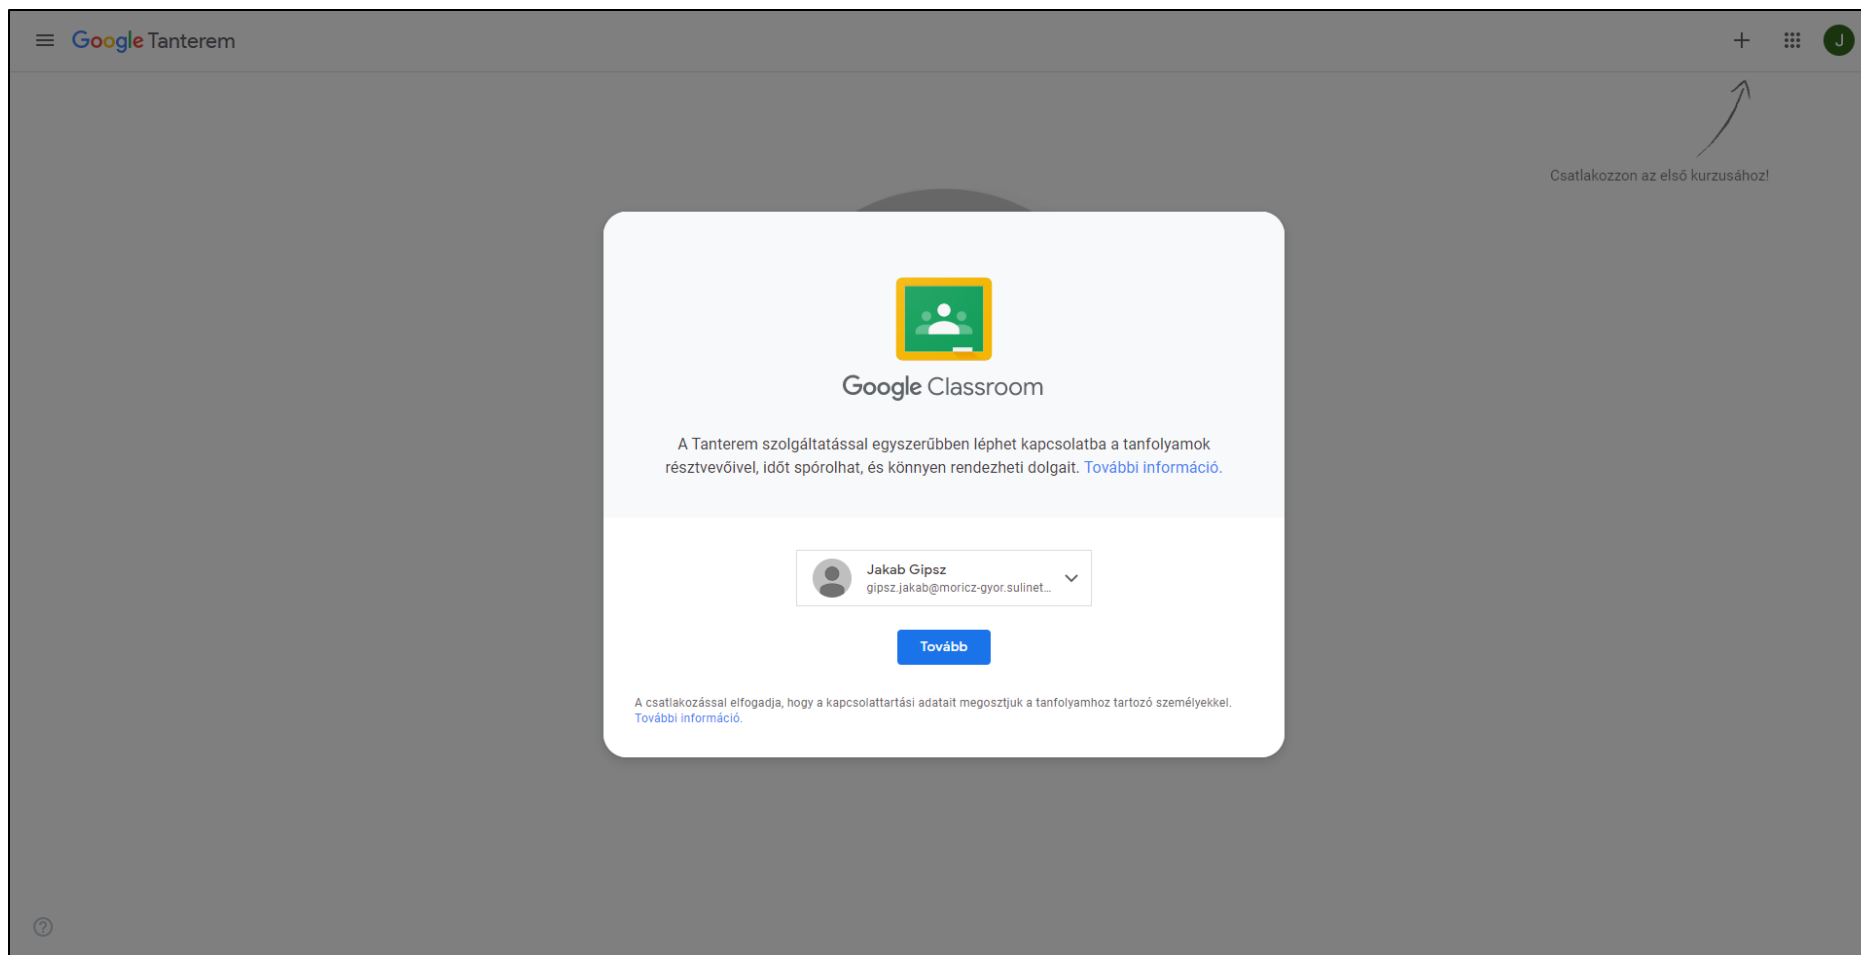 Google Tanterem
J
Csatlakozzon az első kurzusához!
Google Classroom
A Tanterem szolgáltatással egyszerűbben léphet kapcsolatba a tanfolyamok
résztvevőivel, időt spórolhat, és könnyen rendezheti dolgait. További információ.
Jakab Gipsz
gipsz.jakab@moricz-gyor.sulinet...
Tovább
A csatlakozással elfogadja, hogy a kapcsolattartási adatait megosztjuk a tanfolyamhoz tartozó személyekkel.
További információ.